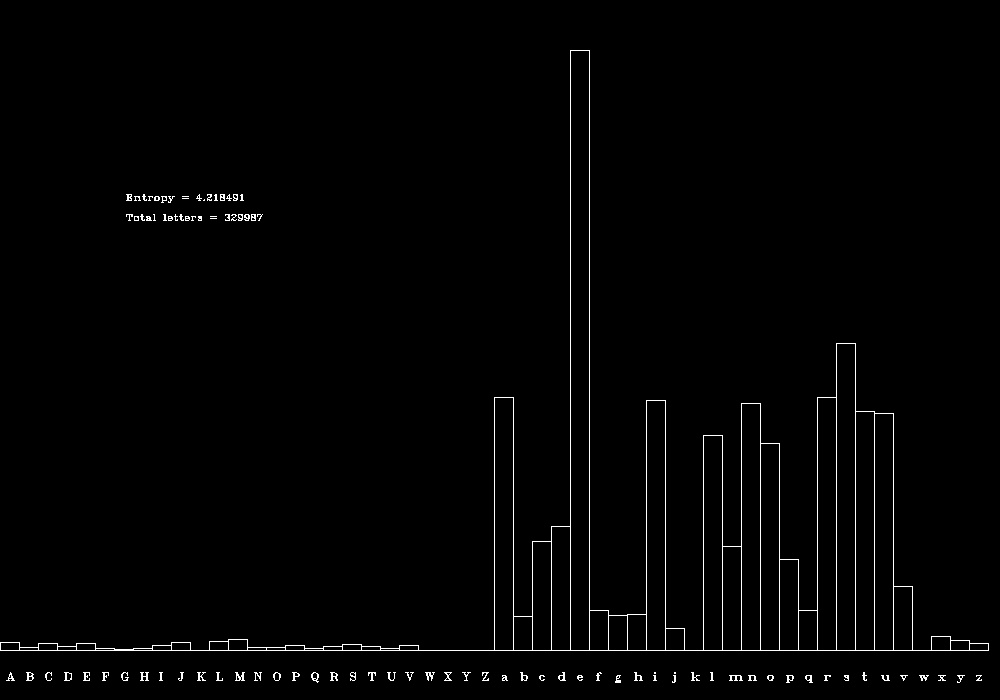 Entropy = 4.218491
Total letters = 329987
A B C D E F G H I J K L M N O P Q R S T U V W X Y Z a b c d e f g h i j k l m n o p q r s t u v w x y z